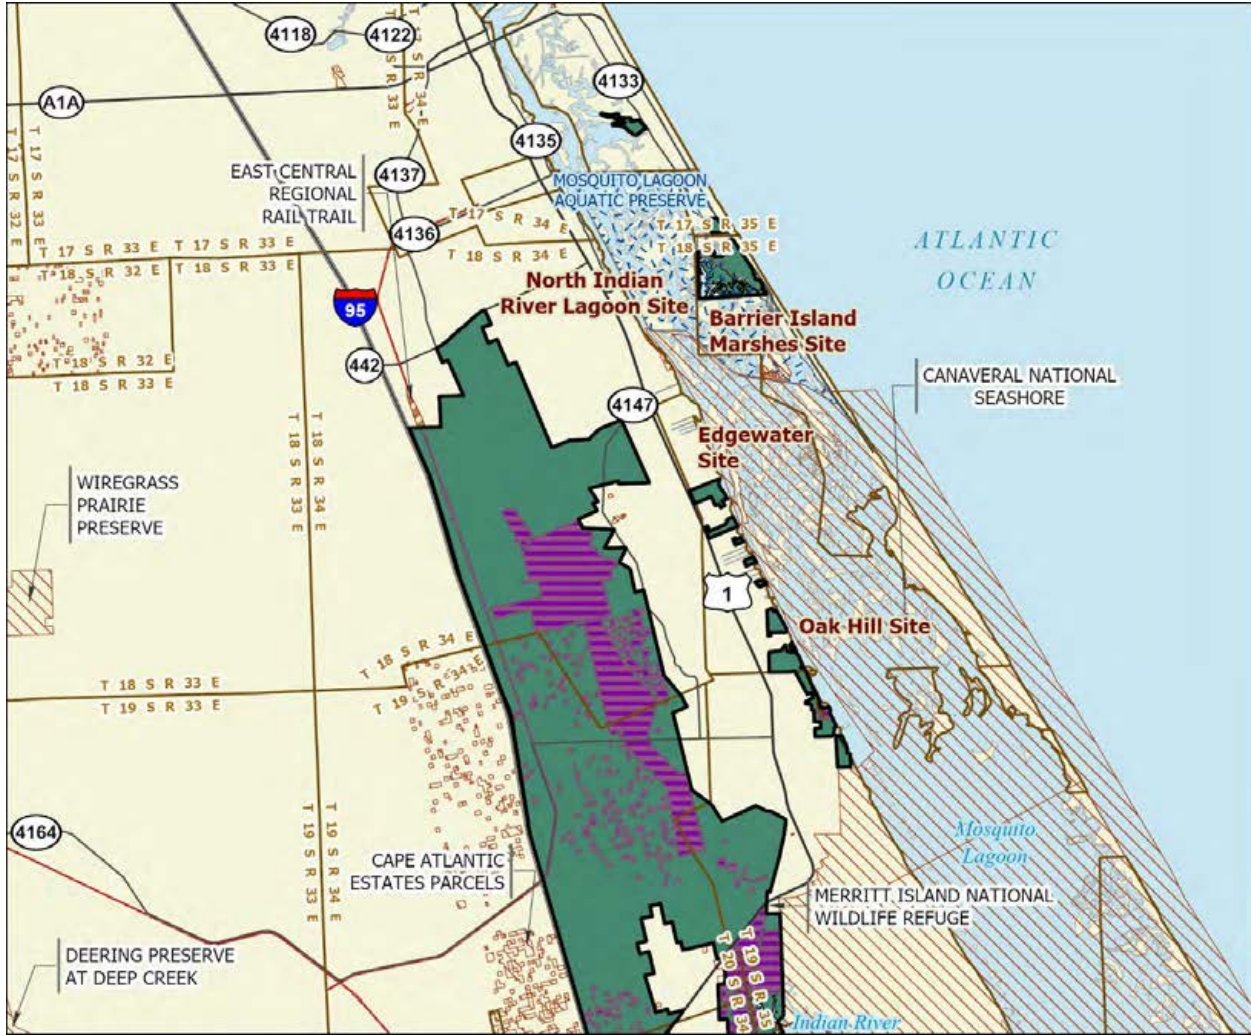 4118
4122
T 17 S R 33 E
T 17 S R 34 E
4133
A1A
4135
T 17 S R 32 E
T 17 S R 33 E
EAST CENTRAL
REGIONAL
RAIL TRAIL
4137
MOSQUITO LAGOON
AQUATIC PRESERVE
4136
T 17 S R 34 E
T 18 S R 34 E
T 17 S R 35 E
T 18 S R 35 E
T 17 S R 33 E
T 17 S R 33 E
T 18 S R 32 E
T 18 S R 33 E
ATLANTIC
OCEAN
North Indian
River Lagoon Site
95
Barrier Island
Marshes Site
442
T 18 S R 32 E
T 18 S R 33 E
CANAVERAL NATIONAL
SEASHORE
4147
T 18 S R 33 E
T 18 S R 34 E
Edgewater
Site
WIREGRASS
PRAIRIE
PRESERVE
1
Oak Hill Site
T 18 S R 34 E
T 19 S R 34 E
T 18 S R 33 E
T 19 S R 33 E
4164
T 19 S R 33 E
T 19 S R 34 E
Mosquito
Lagoon
CAPE ATLANTIC
ESTATES PARCELS
MERRITT ISLAND NATIONAL
WILDLIFE REFUGE
DEERING PRESERVE
AT DEEP CREEK
T 20 S R 34
T 19 S R 35
Indian River